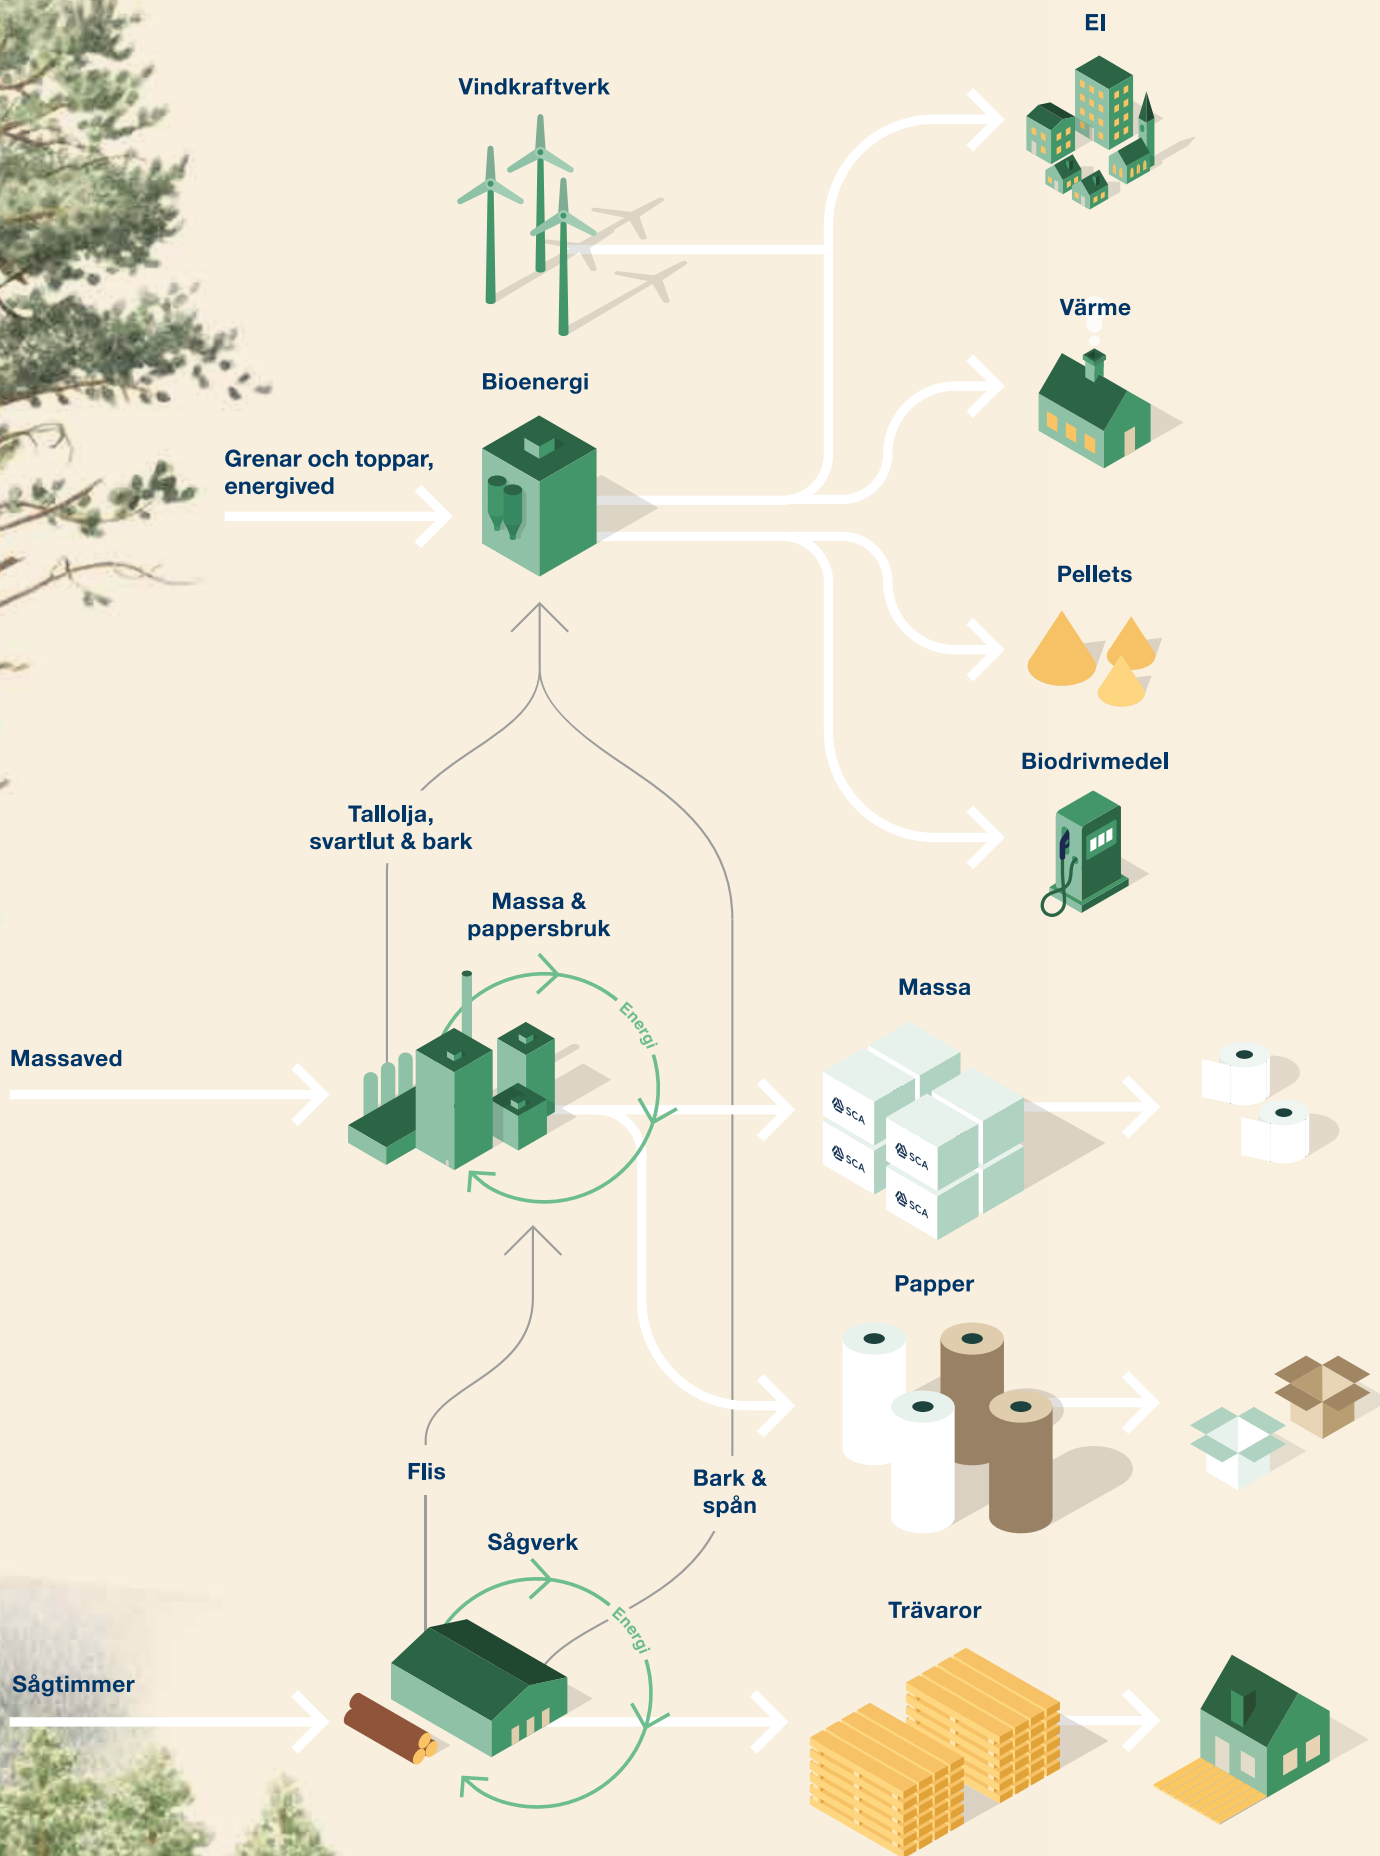 El
Vindkraftverk
Värme
Bioenergi
Grenar och toppar,
energived
Pellets
Biodrivmedel
Tallolja,
svartlut & bark
Massa &
pappersbruk
Energi
Massa
Massaved
SCA
SCA
SCA
SCA
Papper
Flis
Bark &
spån
Sågverk
Energi
Trävaror
Sågtimmer